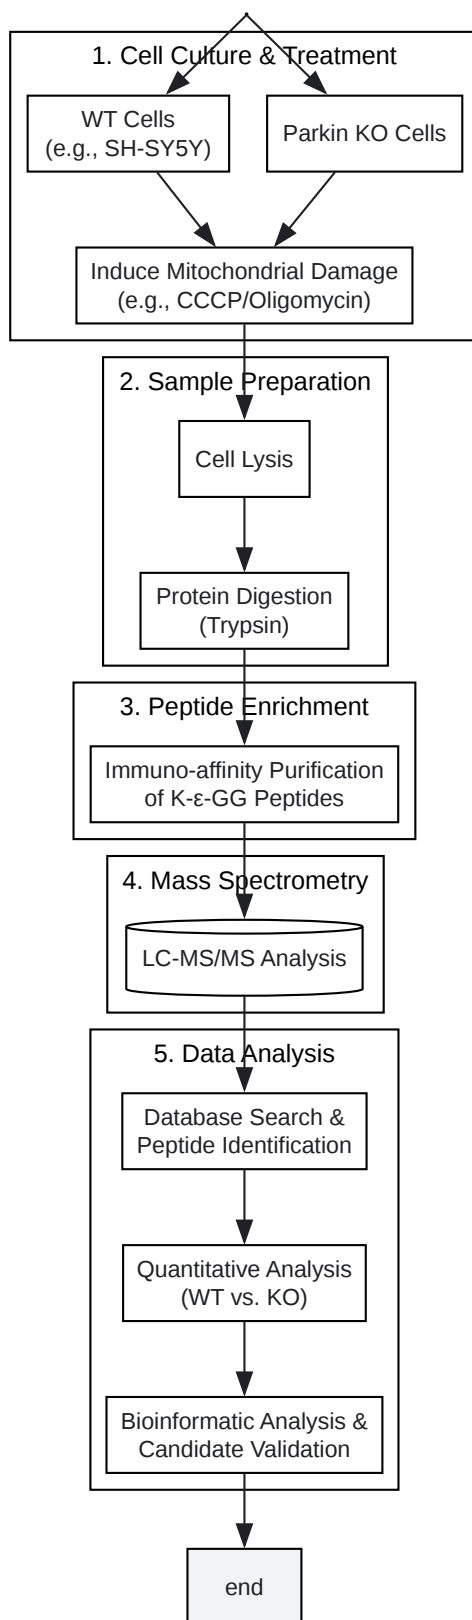 1. Cell Culture & Treatment
WT Cells
(e.g., SH-SY5Y)
Parkin KO Cells
Induce Mitochondrial Damage
(e.g., CCCP/Oligomycin)
2. Sample Preparation
Cell Lysis
Protein Digestion
(Trypsin)
3. Peptide Enrichment
Immuno-affinity Purification
of K-ε-GG Peptides
4. Mass Spectrometry
LC-MS/MS Analysis
5. Data Analysis
Database Search &
Peptide Identification
Quantitative Analysis
(WT vs. KO)
Bioinformatic Analysis &
Candidate Validation
end